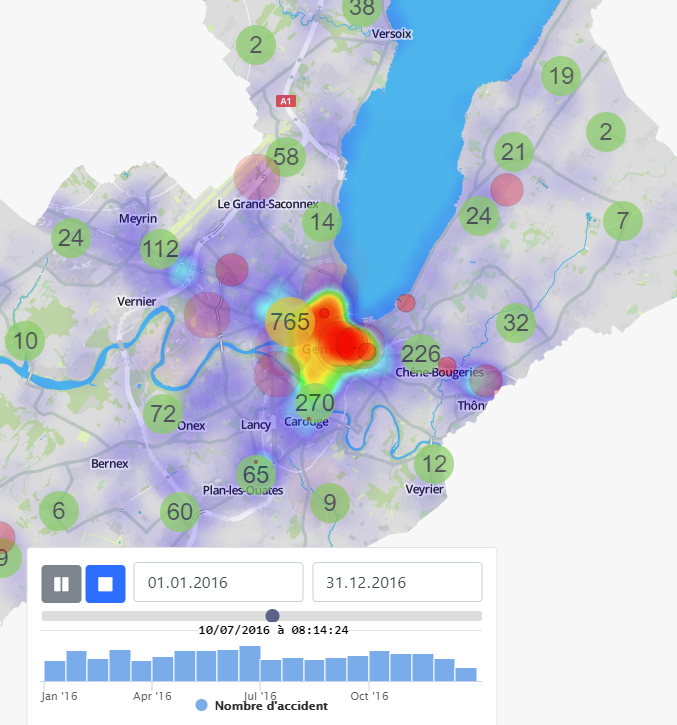 38
Versoix
2
19
A1
2
58
21
Le Grand-Saconnex
Meyrin
14
24
7
24
112
Vernier
765
32
10
Genève
226
Chêne-Bougeries
270
72
Onex
Lancy
Carouge
Thôn
Bernex
65
12
Plan-les-Ouates
Veyrier
6
60
9
9
01.01.2016
31.12.2016
10/07/2016 à 08:14:24
Jan '16
Apr '16
Jul '16
Oct '16
Nombre d'accident